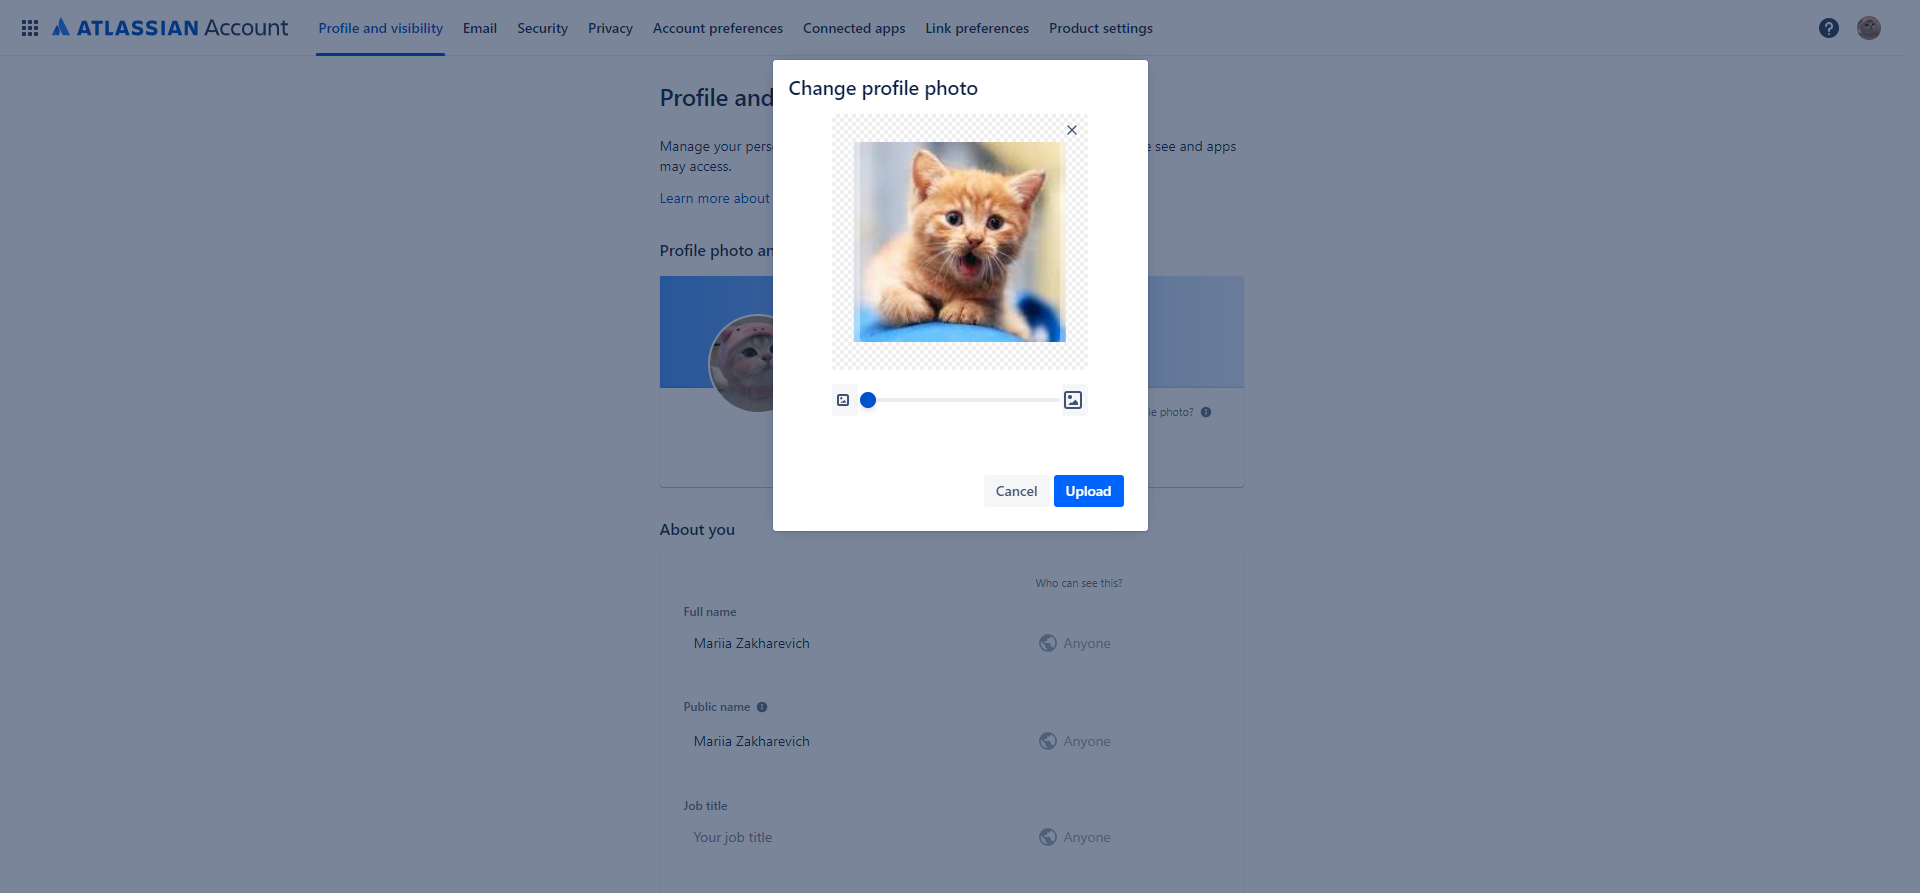 ATLASSIAN Account
Profile and visibility
Email
Security
Privacy
Account preferences
Connected apps
Link preferences
Product settings
Change profile photo
Profile and
Manage your pers
e see and apps
may access.
Learn more about
Profile photo an
le photo?
Cancel
Upload
About you
Who can see this?
Full name
Mariia Zakharevich
Anyone
Public name
Mariia Zakharevich
Anyone
Job title
Your job title
Anyone